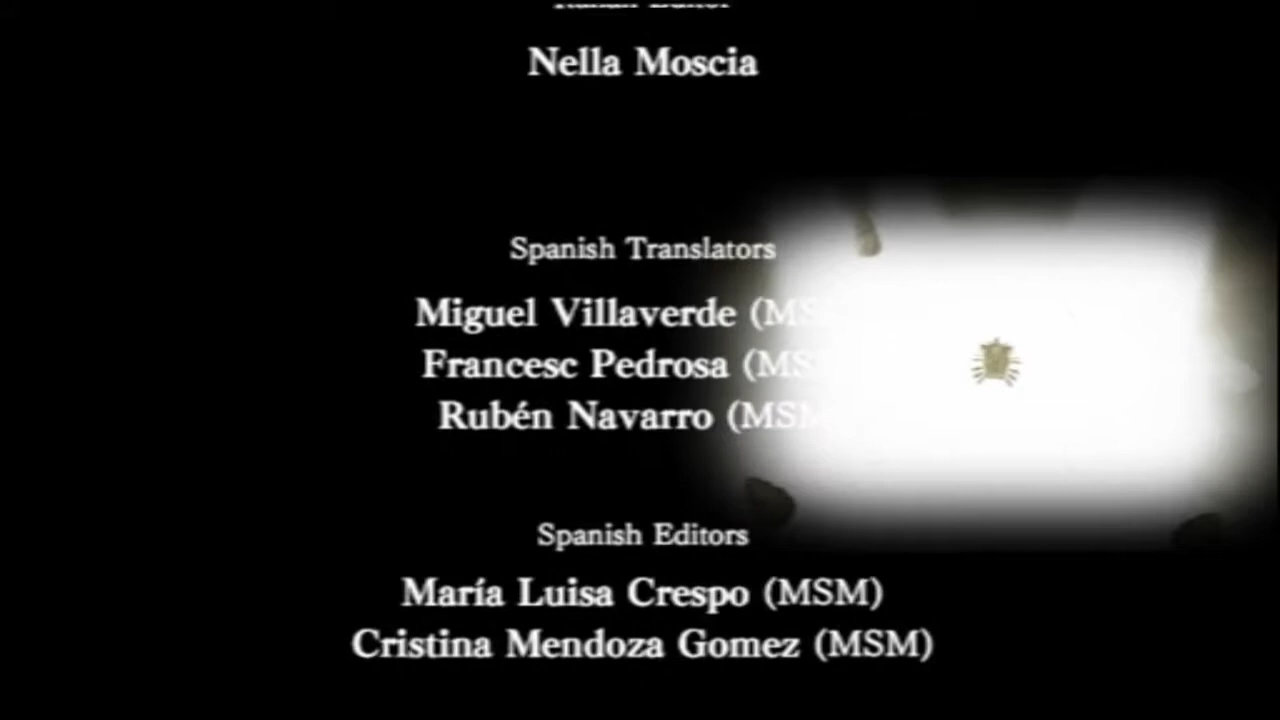 Nella Moscia
Spanish Translators
Miguel Villaverde
Francesc Pedrosa
Rubén Navarro (MSM
Spanish Editors
María Luisa Crespo (MSM)
Cristina Mendoza Gomez (MSM)